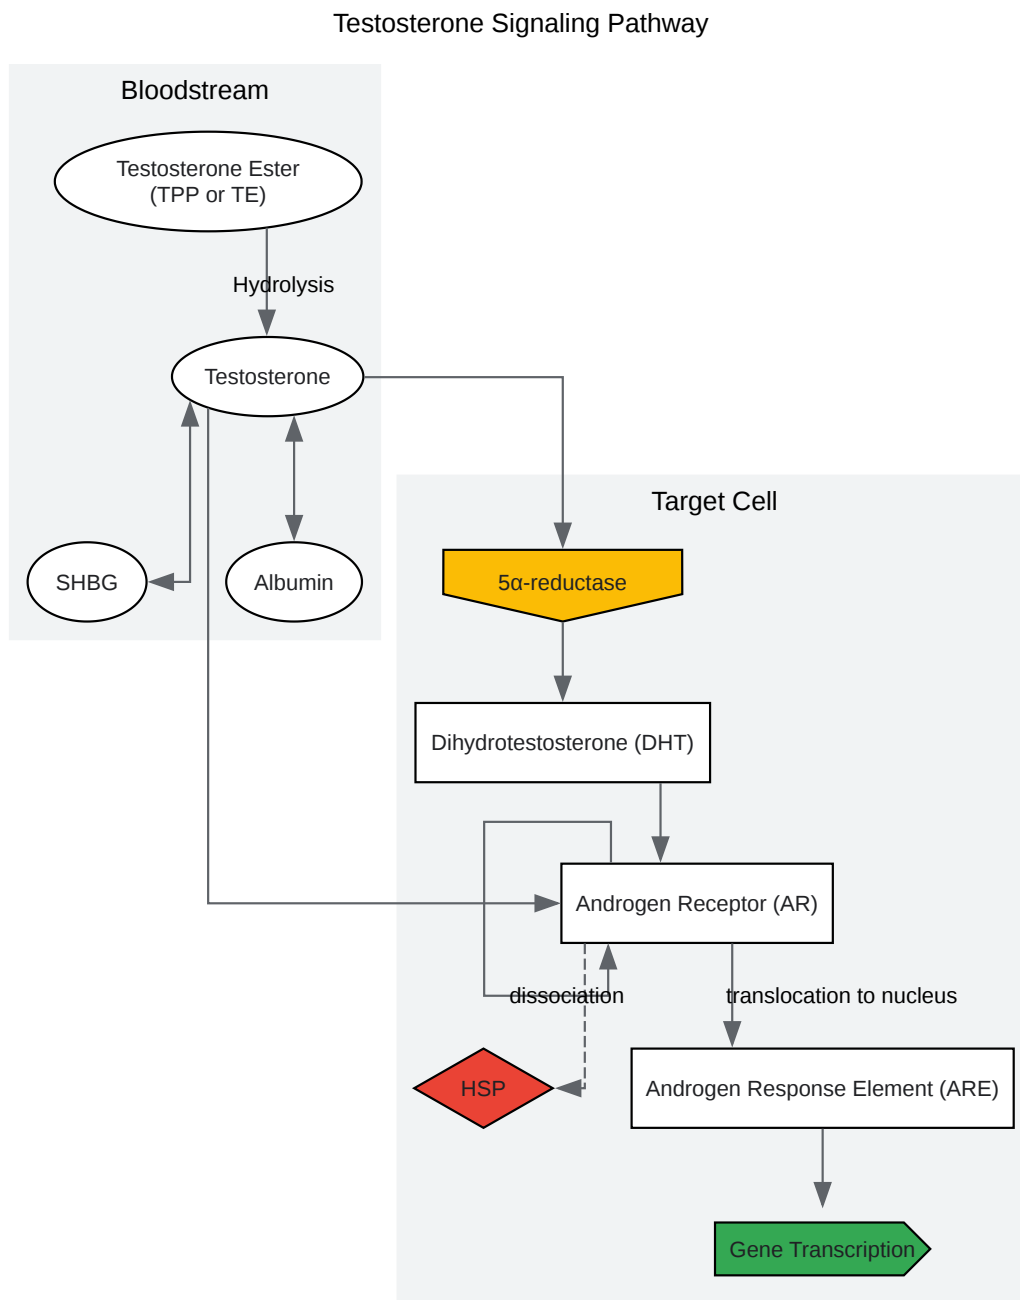 Testosterone Signaling Pathway
Bloodstream
Testosterone Ester
(TPP or TE)
Hydrolysis
Testosterone
SHBG
Albumin
Target Cell
5α-reductase
Dihydrotestosterone (DHT)
Androgen Receptor (AR)
dissociation
translocation to nucleus
HSP
Androgen Response Element (ARE)
Gene Transcription